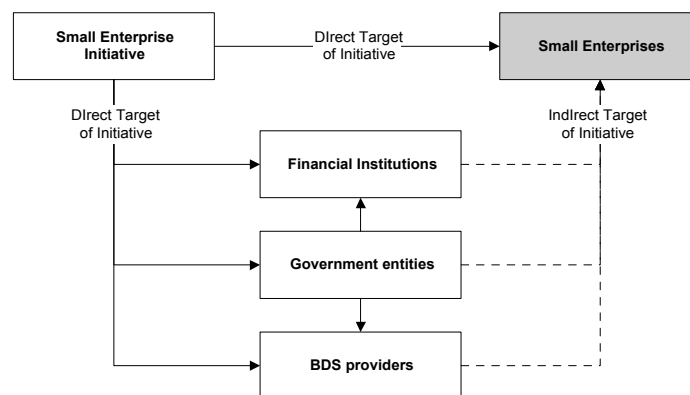 Small Enterprise
Initiative
DIrect Target
of Initiative
Small Enterprises
DIrect Target
of Initiative
IndIrect Target
of Initiative
Financial Institutions
Government entities
BDS providers